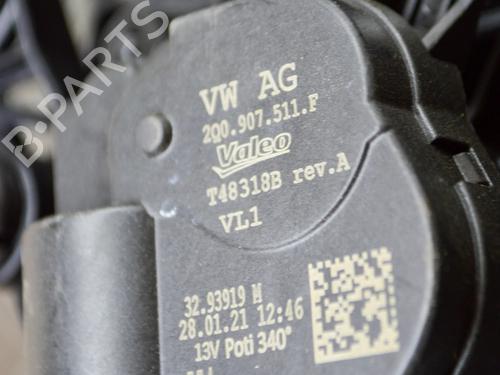 VW AG
2Q0.907.511.F
Valeo
T48318B rev.A
VL1
32.93919 M
28.01.21 12:46
13V Poti 340°
B-PARTS